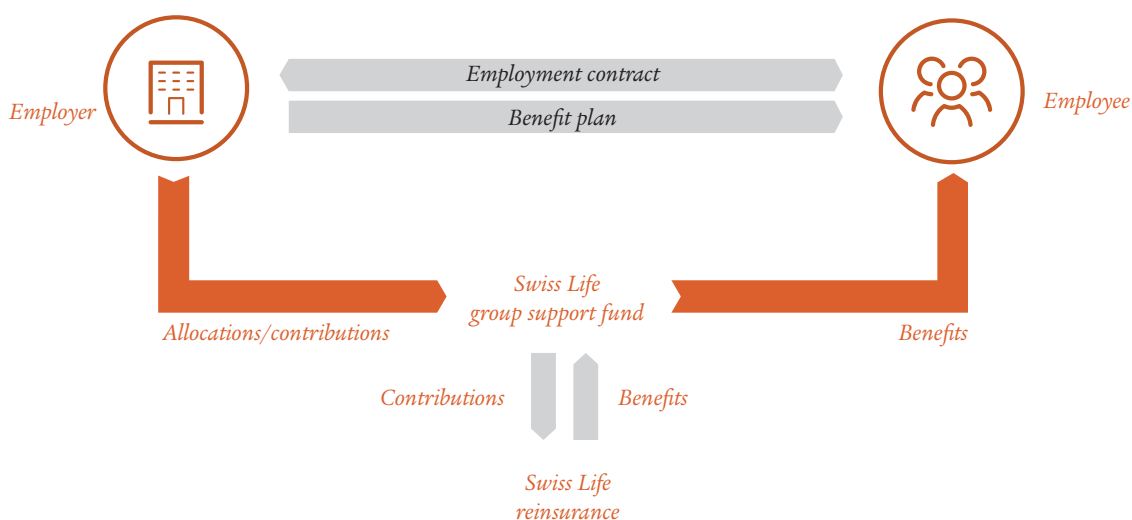 Employment contract
Employer
Employee
Benefit plan
Swiss Life
group support fund
Allocations/contributions
Benefits
Contributions
Benefits
Swiss Life
reinsurance